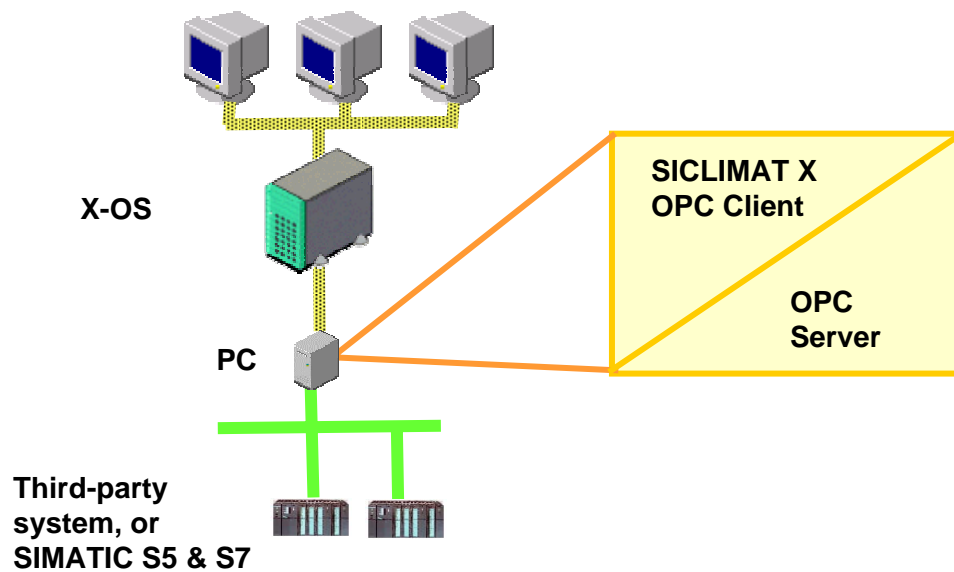 X-OS
SICLIMAT X
OPC Client
OPC
Server
PC
Third-party
system, or
SIMATIC S5 & S7